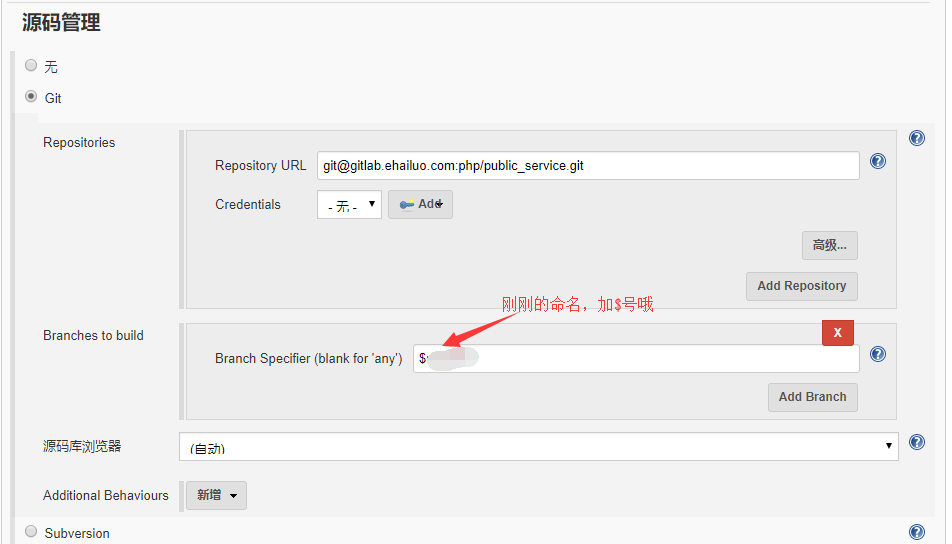 源码管理
无
Git
Repositories
Repository URL git@gitlab.ehailuo.com:php/public_service.git
Credentials - 无 - Add
高级...
Add Repository
刚刚的命名，加$号哦
Branches to build
X
Branch Specifier (blank for 'any') $
Add Branch
源码库浏览器 (自动)
Additional Behaviours 新增
Subversion